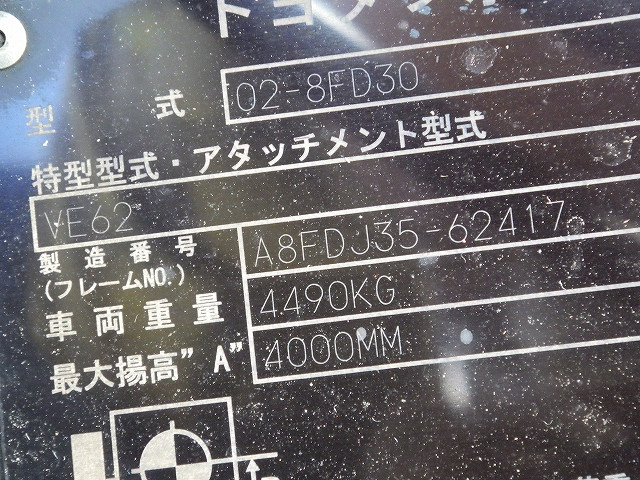 型 式 02-8FD30
特型型式・アタッチメント型式
VE62
製造番号 (フレームNO.) A8FDJ35-62417
車両重量 4490KG
最大揚高"A" 4000MM